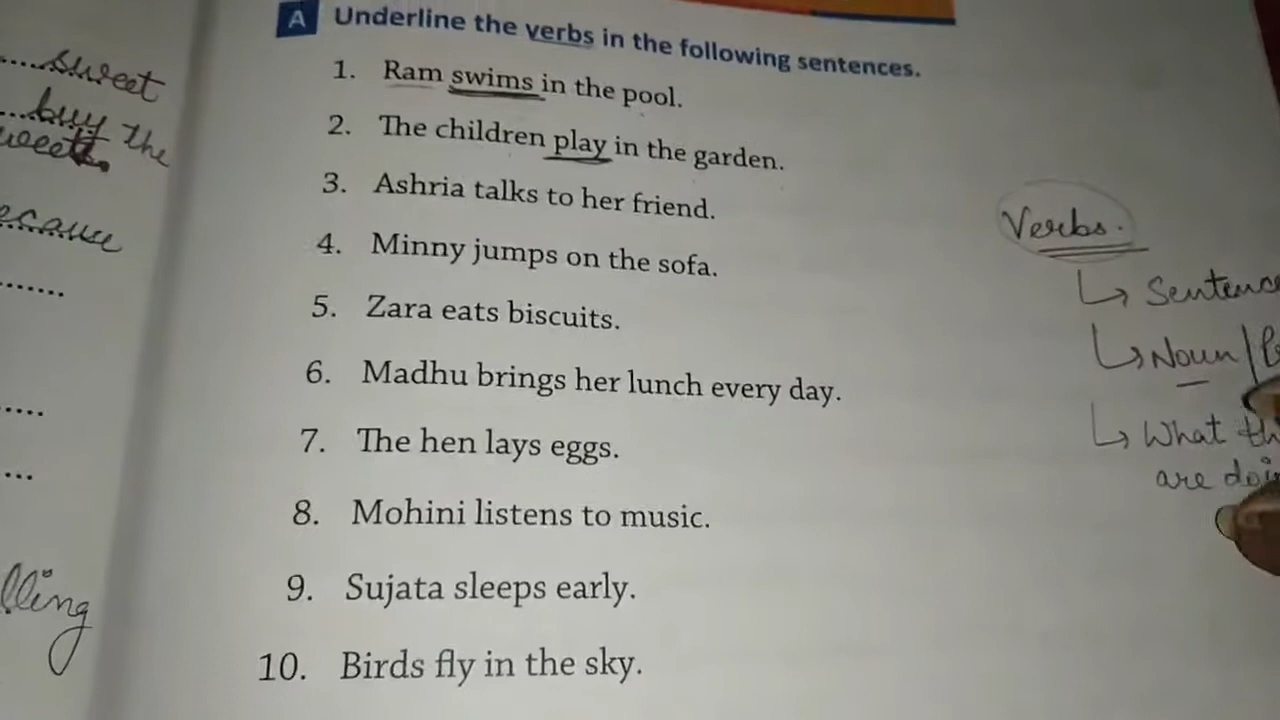 sweet
buy the
A Underline the verbs in the following sentences.
1. Ram swims in the pool.
2. The children play in the garden.
3. Ashria talks to her friend.
4. Minny jumps on the sofa.
5. Zara eats biscuits.
6. Madhu brings her lunch every day.
7. The hen lays eggs.
8. Mohini listens to music.
9. Sujata sleeps early.
10. Birds fly in the sky.
Verbs.
↳ Sentence
↳ Noun/
↳ What th
are doi